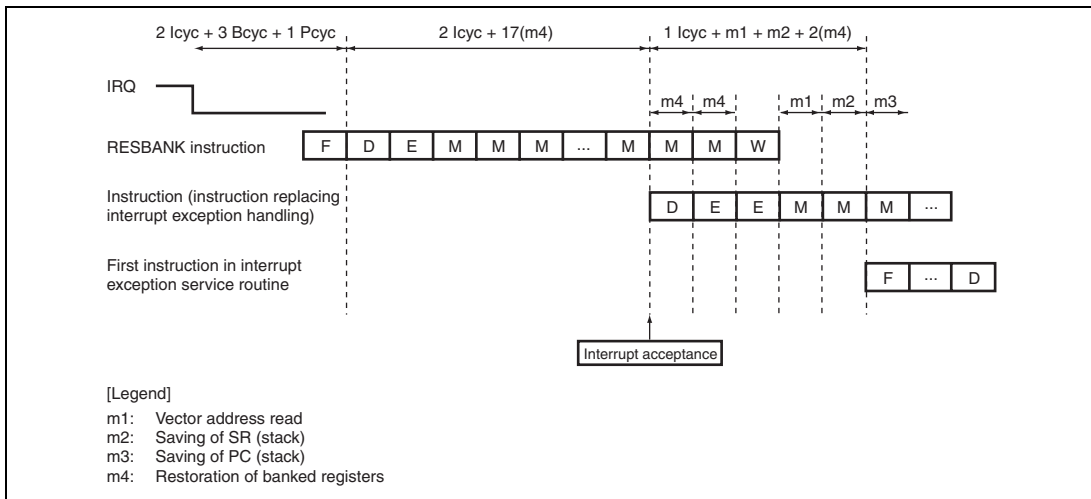 2 Icyc + 3 Bcyc + 1 Pcyc 2 Icyc + 17(m4) 1 Icyc + m1 + m2 + 2(m4)
IRQ
m4 m4 m1 m2 m3
RESBANK instruction F D E M M M ... M M M W
Instruction (instruction replacing
interrupt exception handling) D E E M M M ...
First instruction in interrupt
exception service routine F ... D
Interrupt acceptance
[Legend]
m1: Vector address read
m2: Saving of SR (stack)
m3: Saving of PC (stack)
m4: Restoration of banked registers